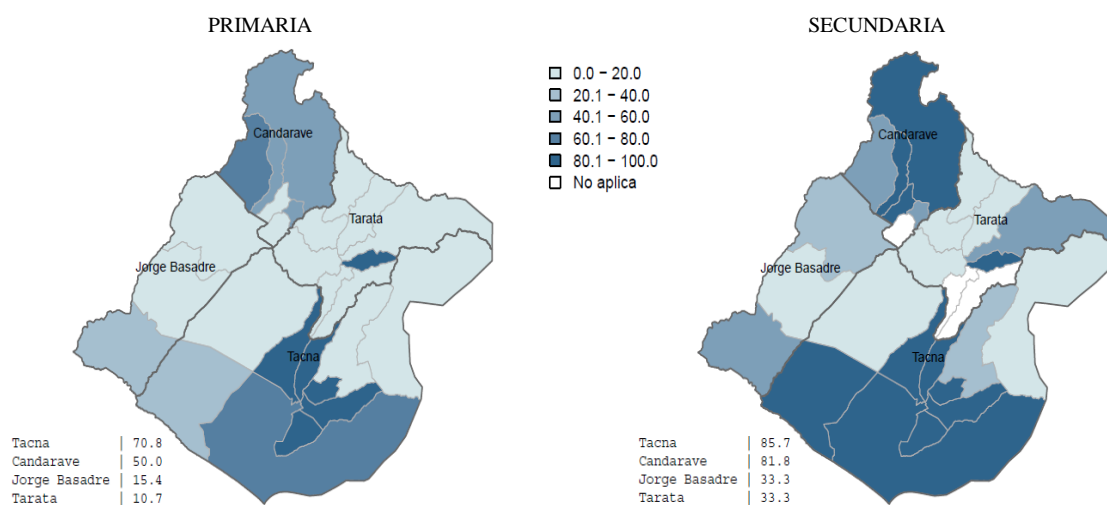 PRIMARIA
SECUNDARIA
0.0 – 20.0
20.1 – 40.0
40.1 – 60.0
60.1 – 80.0
80.1 – 100.0
No aplica
Candarave
Tarata
Jorge Basadre
Tacna
Tacna | 70.8
Candarave | 50.0
Jorge Basadre | 15.4
Tarata | 10.7
Candarave
Tarata
Jorge Basadre
Tacna
Tacna | 85.7
Candarave | 81.8
Jorge Basadre | 33.3
Tarata | 33.3